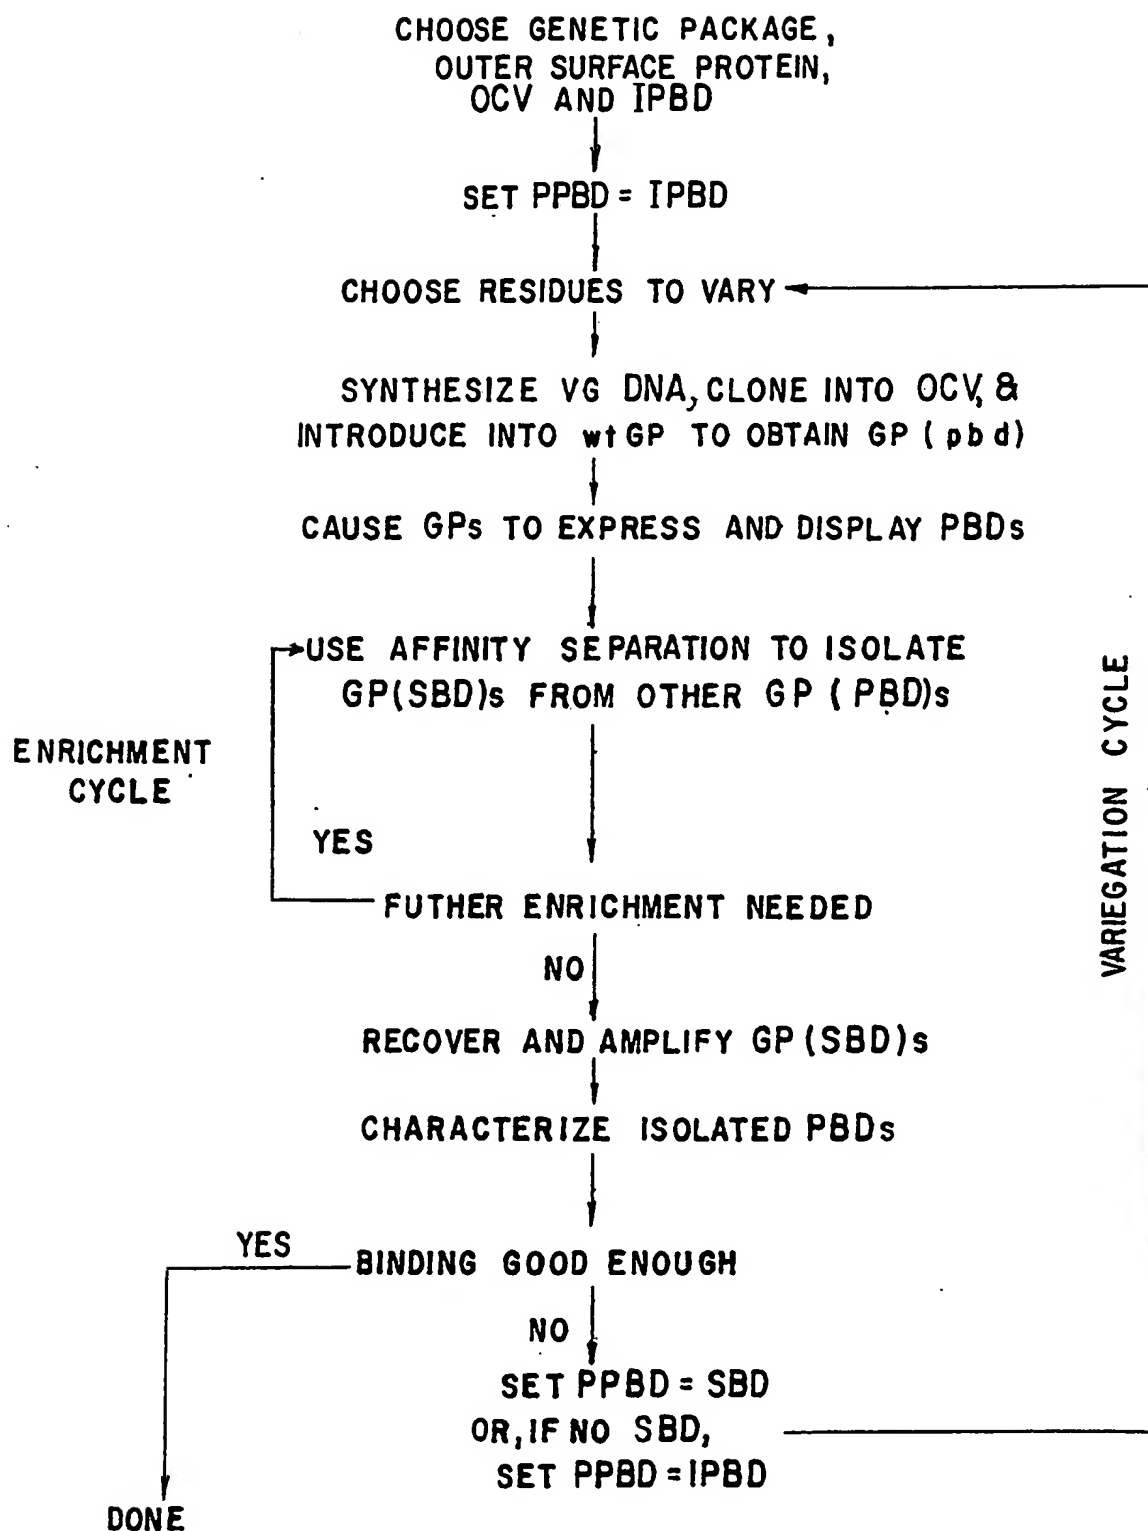 CHOOSE GENETIC PACKAGE,
OUTER SURFACE PROTEIN,
OCV AND IPBD
SET PPBD = IPBD
CHOOSE RESIDUES TO VARY
SYNTHESIZE VG DNA, CLONE INTO OCV, &
INTRODUCE INTO wtGP TO OBTAIN GP (pbd)
CAUSE GPs TO EXPRESS AND DISPLAY PBDs
USE AFFINITY SEPARATION TO ISOLATE
GP(SBD)s FROM OTHER GP (PBD)s
ENRICHMENT
CYCLE
YES
FUTHER ENRICHMENT NEEDED
NO
RECOVER AND AMPLIFY GP(SBD)s
CHARACTERIZE ISOLATED PBDs
YES
BINDING GOOD ENOUGH
NO
SET PPBD = SBD
OR, IF NO SBD,
SET PPBD = IPBD
DONE
VARIEGATION CYCLE